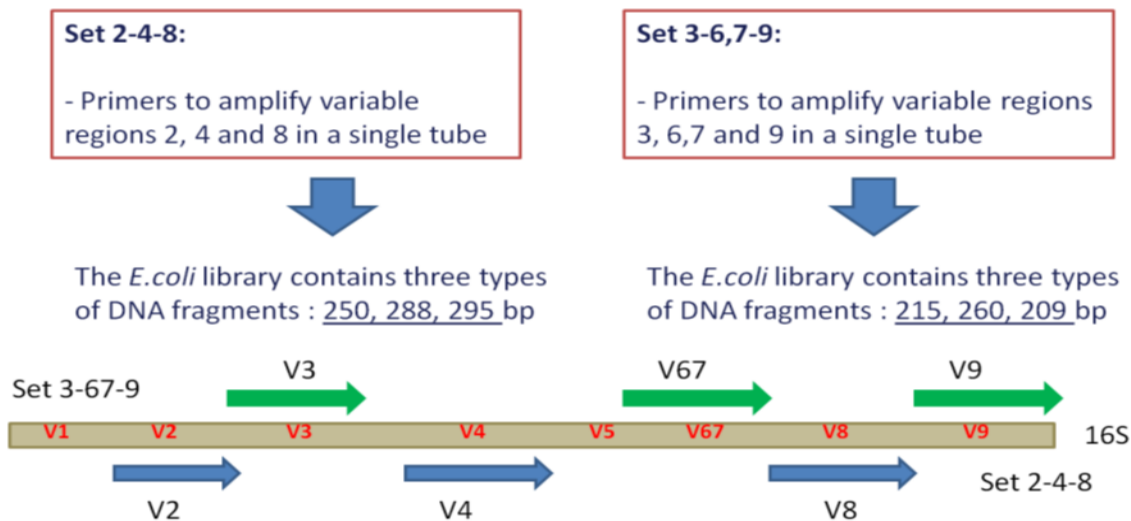 Set 2-4-8:
- Primers to amplify variable
regions 2, 4 and 8 in a single tube
Set 3-6,7-9:
- Primers to amplify variable regions
3, 6,7 and 9 in a single tube
The E.coli library contains three types
of DNA fragments : 250, 288, 295 bp
The E.coli library contains three types
of DNA fragments : 215, 260, 209 bp
Set 3-67-9
V3
V67
V9
V1 V2 V3 V4 V5 V67 V8 V9
16S
V2
V4
V8
Set 2-4-8